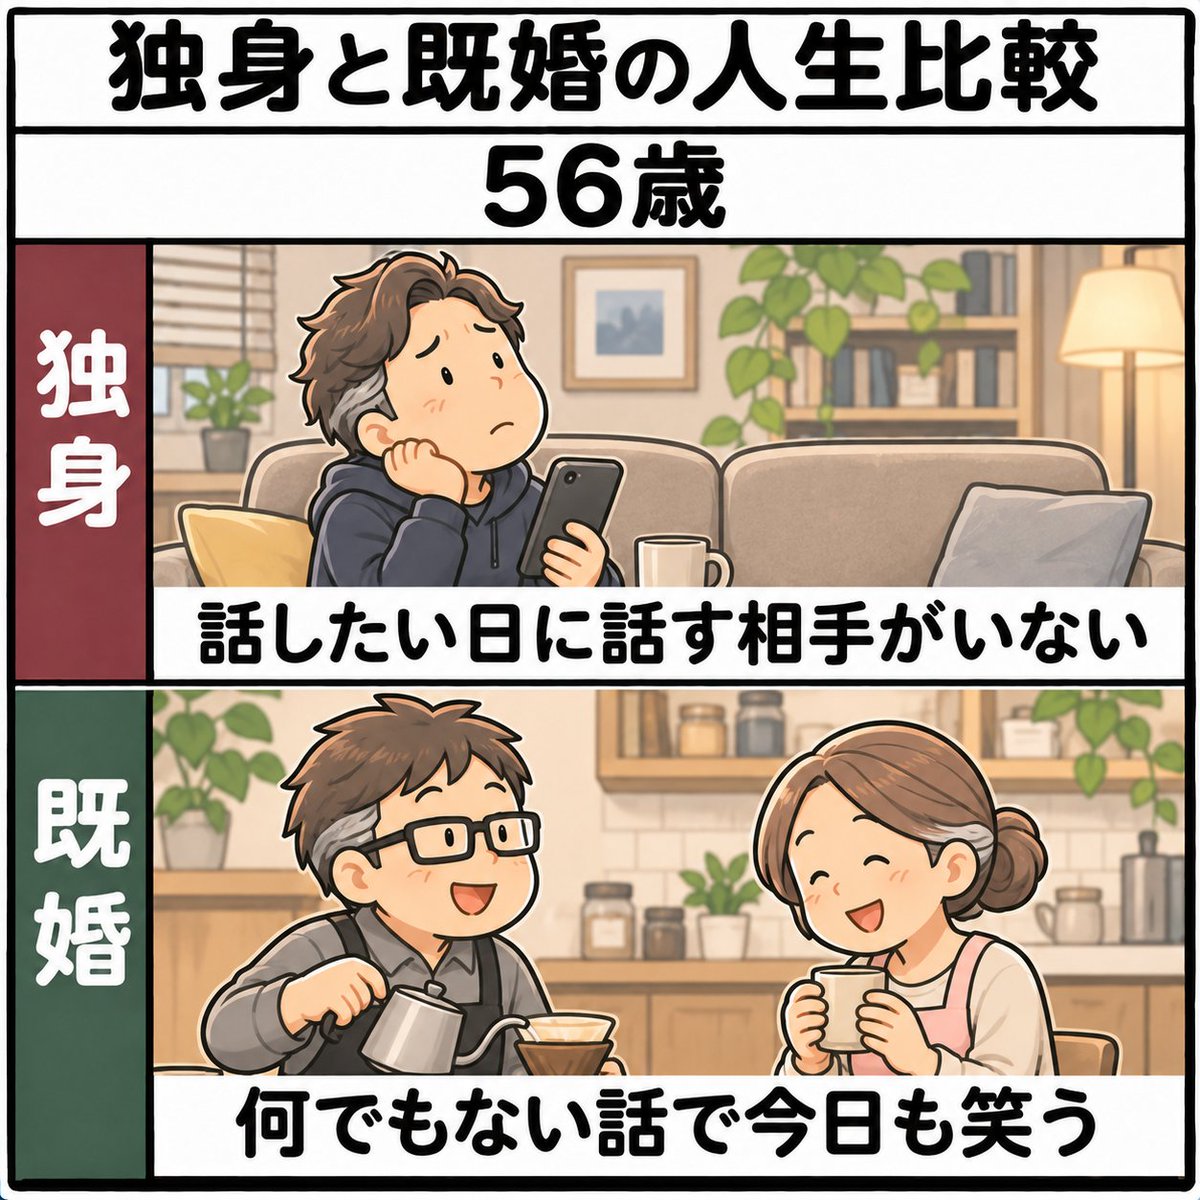 独身と既婚の人生比較
56歳
独身
話したい日に話す相手がいない
既婚
何でもない話で今日も笑う